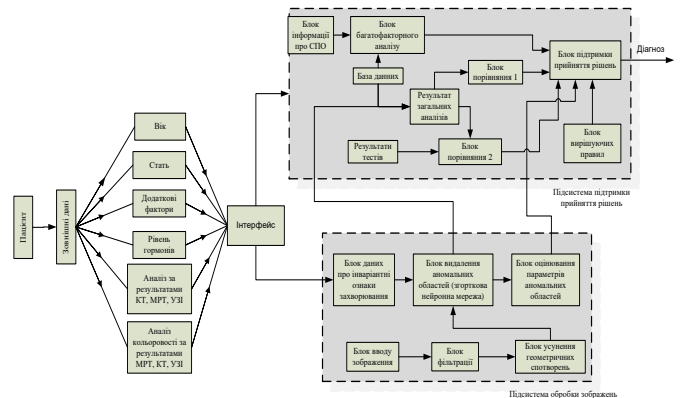 Блок
інформації
про СПО
Блок
багатофакторного
аналізу
База данних
Результат
загальних
аналізів
Блок
порівняння 1
Результати
тестів
Блок
порівняння 2
Блок підтримки
прийняття рішень
Блок
вирішуючих
правил
Діагноз
Підсистема підтримки
прийняття рішень
Пацієнт
Зовнішні дані
Вік
Стать
Додаткові
фактори
Рівень
гормонів
Аналіз за
результатами
КТ, МРТ, УЗІ
Аналіз
кольоровості за
результатами
МРТ, КТ, УЗІ
Інтерфейс
Блок даних
про інваріантні
ознаки
захворювання
Блок видалення
аномальних
областей (згорткова
нейронна мережа)
Блок оцінювання
параметрів
аномальних
областей
Блок вводу
зображення
Блок
фільтрації
Блок усунення
геометричних
спотворень
Підсистема обробки зображень